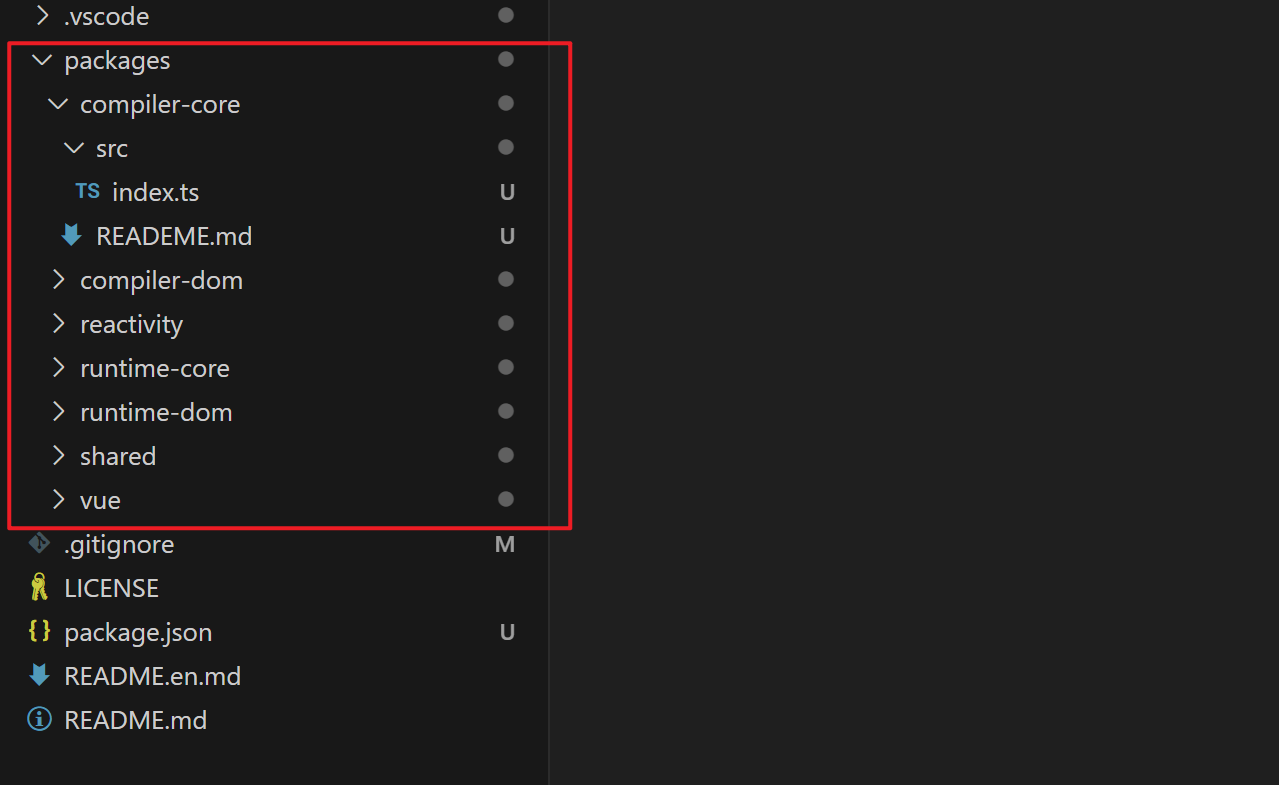 .vscode
packages
compiler-core
src
TS index.ts U
READEME.md U
compiler-dom
reactivity
runtime-core
runtime-dom
shared
vue
.gitignore M
LICENSE
{} package.json U
README.en.md
README.md